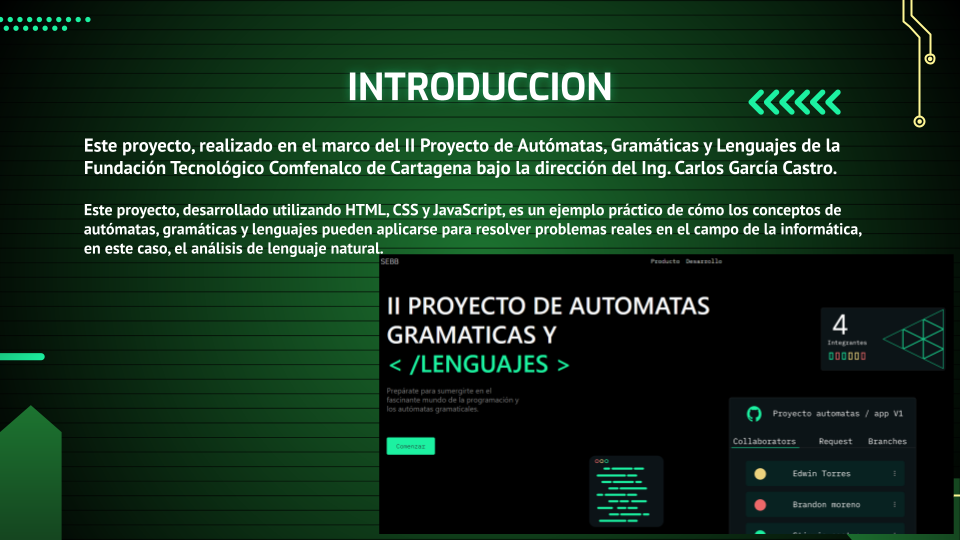 INTRODUCCION
Este proyecto, realizado en el marco del II Proyecto de Autómatas, Gramáticas y Lenguajes de la
Fundación Tecnológico Comfenalco de Cartagena bajo la dirección del Ing. Carlos García Castro.
Este proyecto, desarrollado utilizando HTML, CSS y JavaScript, es un ejemplo práctico de cómo los conceptos de
autómatas, gramáticas y lenguajes pueden aplicarse para resolver problemas reales en el campo de la informática,
en este caso, el análisis de lenguaje natural.
SEBB
Producto Desarrollo
II PROYECTO DE AUTOMATAS
GRAMATICAS Y
< /LENGUAJES >
Prepárate para sumergirte en el
fascinante mundo de la programación y
los autómatas gramaticales.
Comenzar
4
Integrantes
Proyecto automatas / app V1
Collaborators Request Branches
Edwin Torres
Brandon moreno